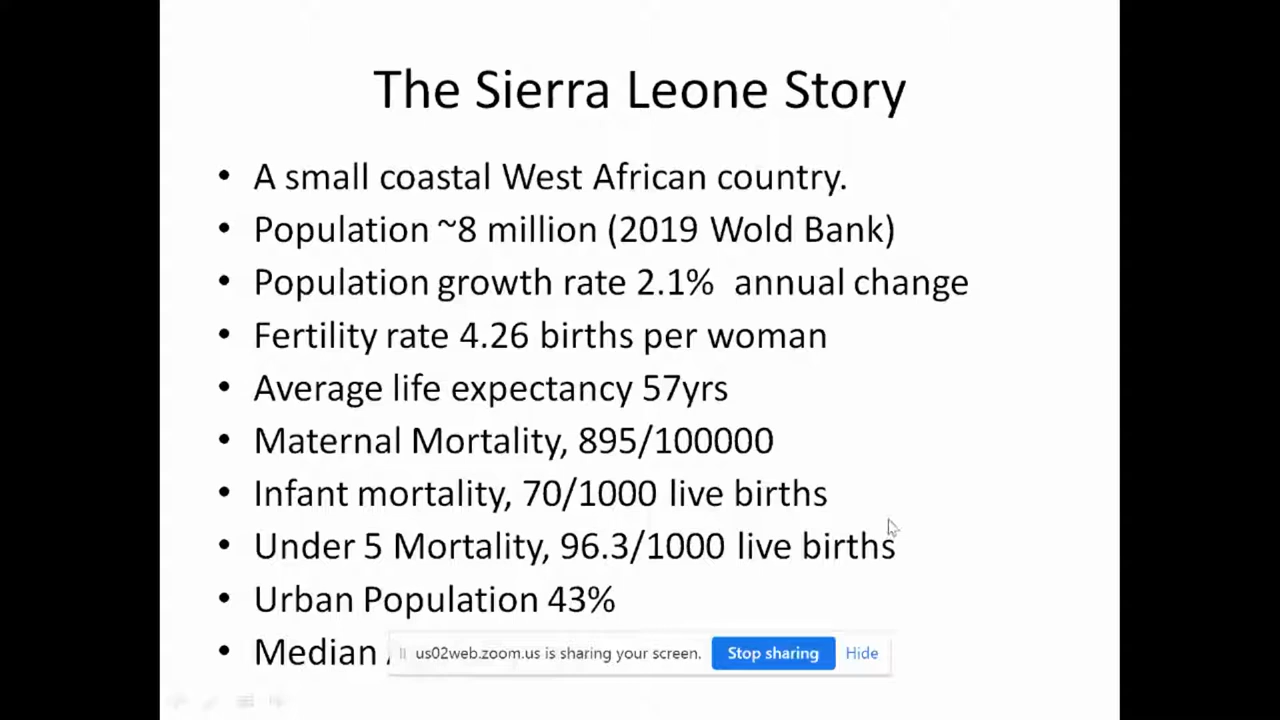 The Sierra Leone Story
• A small coastal West African country.
• Population ~8 million (2019 Wold Bank)
• Population growth rate 2.1% annual change
• Fertility rate 4.26 births per woman
• Average life expectancy 57yrs
• Maternal Mortality, 895/100000
• Infant mortality, 70/1000 live births
• Under 5 Mortality, 96.3/1000 live births
• Urban Population 43%
• Median
us02web.zoom.us is sharing your screen. Stop sharing Hide